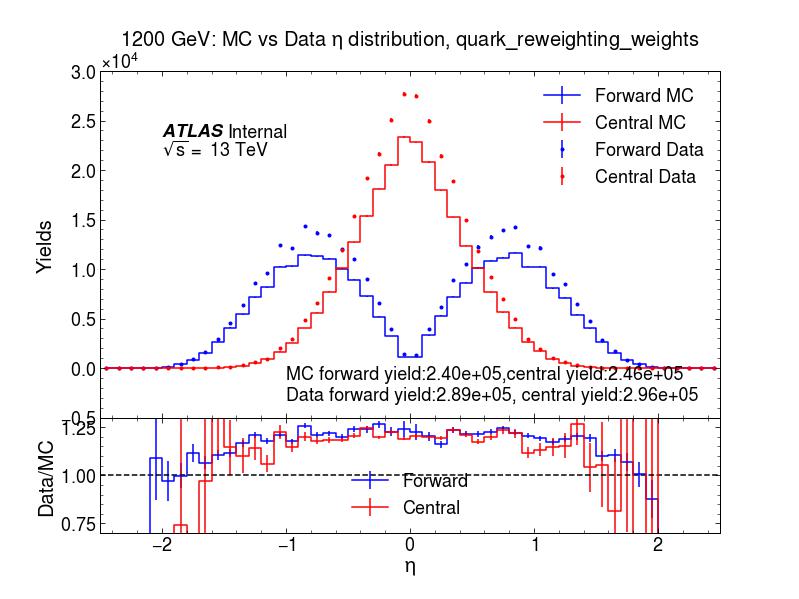 1200 GeV: MC vs Data η distribution, quark_reweighting_weights
×10⁴
3.0
2.5
2.0
1.5
1.0
0.5
0.0
0.5
Yields
ATLAS Internal
√s = 13 TeV
Forward MC
Central MC
Forward Data
Central Data
MC forward yield:2.40e+05,central yield:2.46e+05
Data forward yield:2.89e+05, central yield:2.96e+05
1.25
1.00
0.75
Data/MC
Forward
Central
−2 −1 0 1 2
η